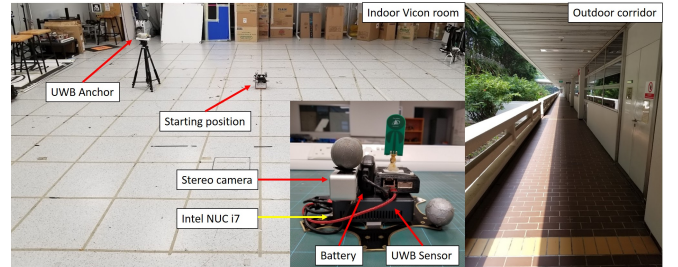 Indoor Vicon room
Outdoor corridor
UWB Anchor
Starting position
Stereo camera
Intel NUC i7
Battery
UWB Sensor